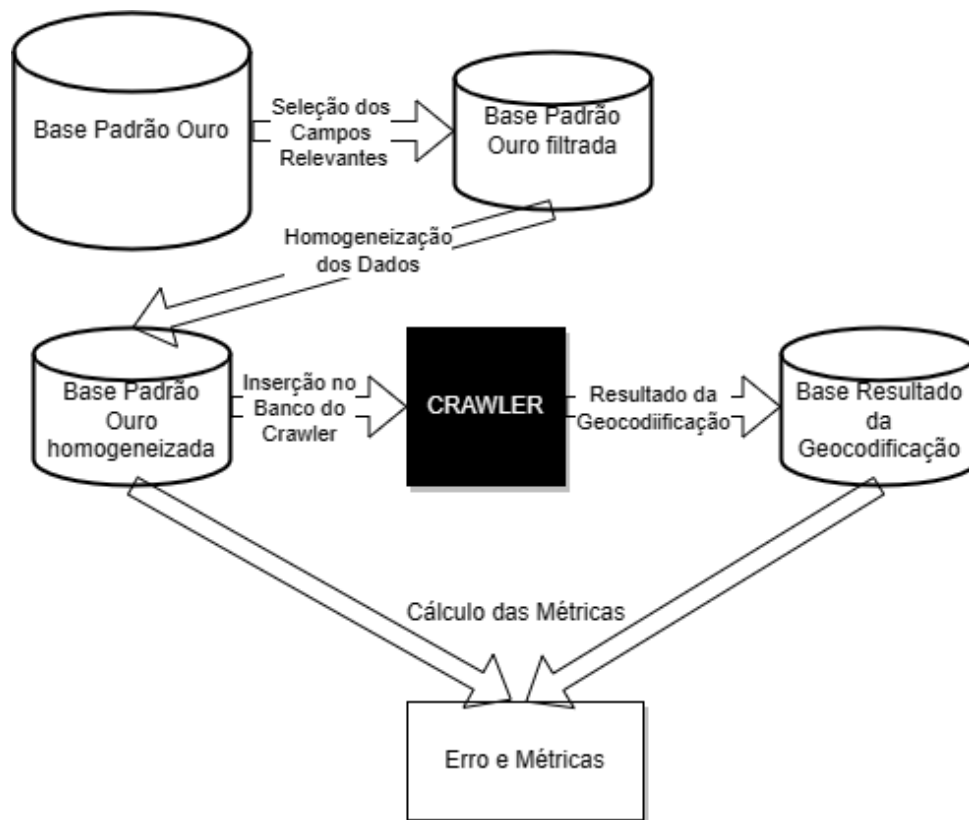 Base Padrão Ouro
Seleção dos
Campos
Relevantes
Base Padrão
Ouro filtrada
Homogeneização
dos Dados
Base Padrão
Ouro
homogeneizada
Inserção no
Banco do
Crawler
CRAWLER
Resultado da
Geocodiificação
Base Resultado
da
Geocodificação
Cálculo das Métricas
Erro e Métricas